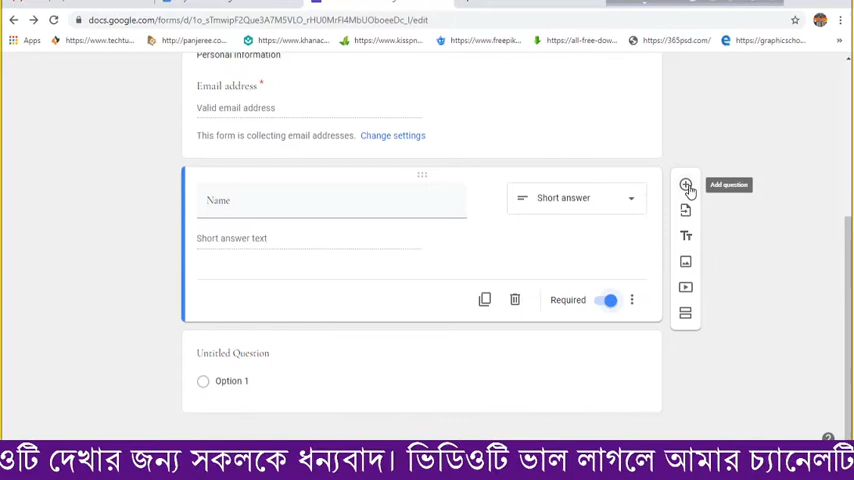 docs.google.com/forms/d/1o_sTmwipF2Que3A7M5VLO_rHU0MrFl4MbUOboeeDc_I/edit
Apps https://www.techtu... http://panjeree.co... https://www.khanac... https://www.kisspn... https://www.freepik... https://all-free-dow... https://365psd.com/ https://graphicscho... »
Personal Information
Email address *
Valid email address
This form is collecting email addresses. Change settings
Name
Short answer
Add question
Short answer text
Required
Untitled Question
Option 1
ওটি দেখার জন্য সকলকে ধন্যবাদ। ভিডিওটি ভাল লাগলে আমার চ্যানেলটি